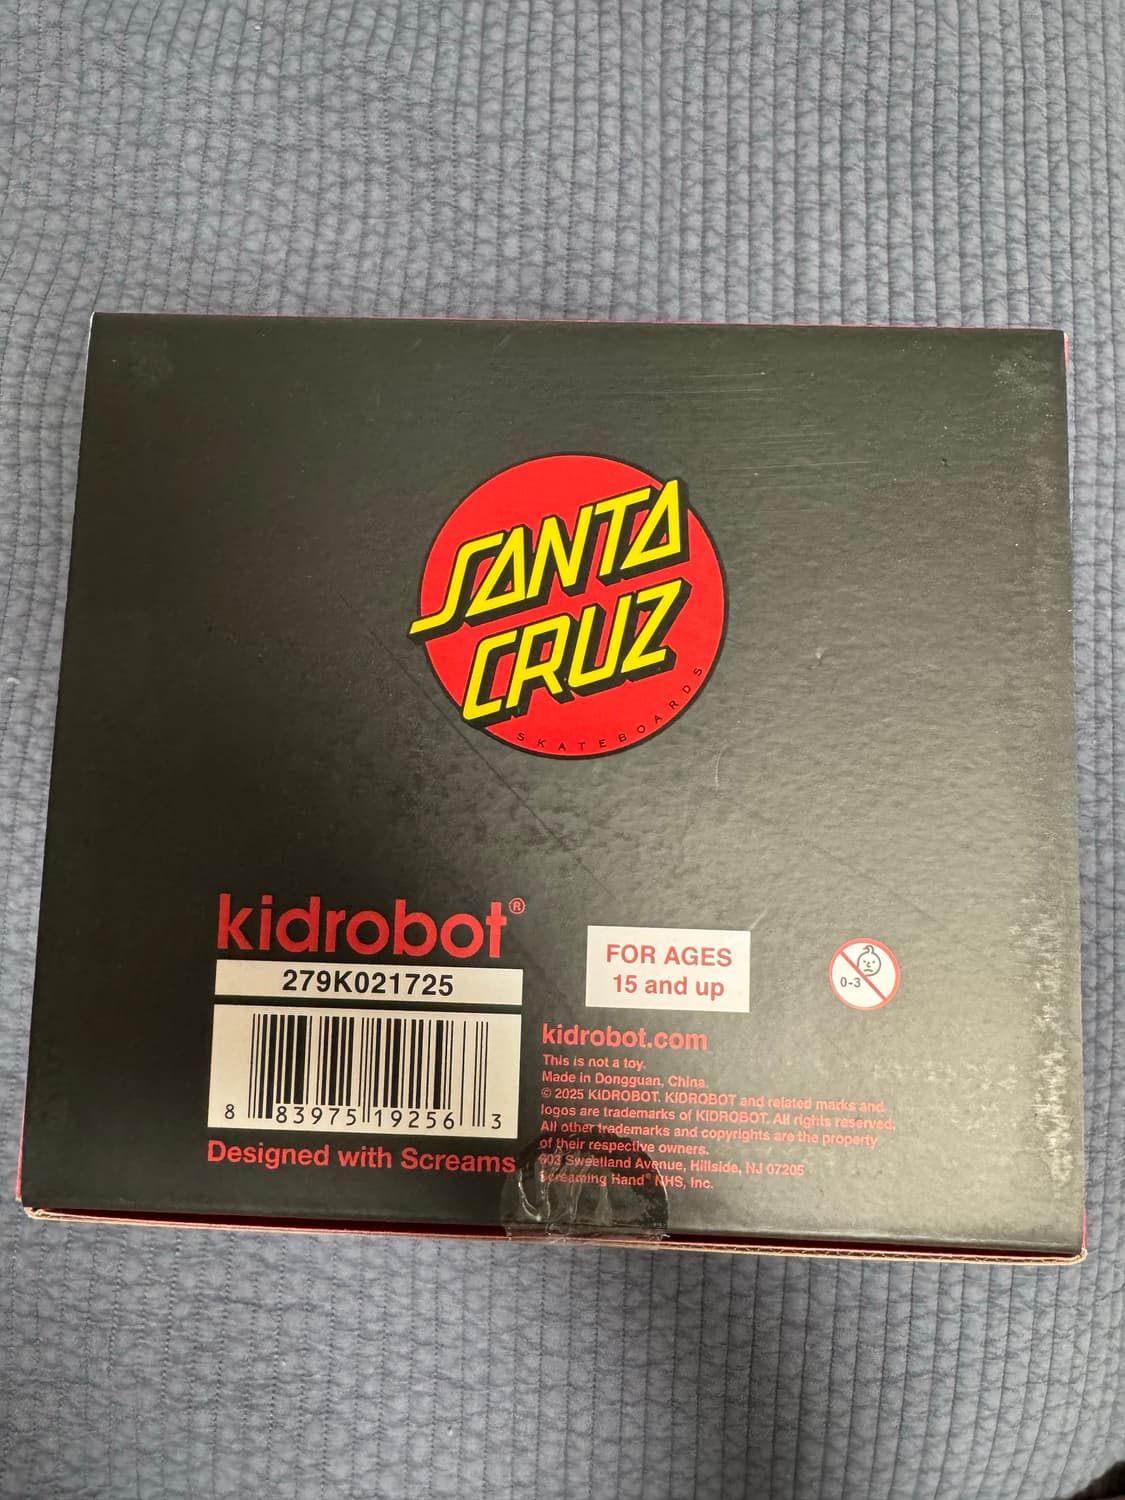 SANTA
CRUZ
SKATEBOARDS
kidrobot®
279K021725
8 83975 19256 3
Designed with Screams
FOR AGES
15 and up
0-3
kidrobot.com
This is not a toy.
Made in Dongguan, China.
© 2025 KIDROBOT. KIDROBOT and related marks and
logos are trademarks of KIDROBOT. All rights reserved.
All other trademarks and copyrights are the property
of their respective owners.
603 Sweetland Avenue, Hillside, NJ 07205
Screaming Hand® NHS, Inc.